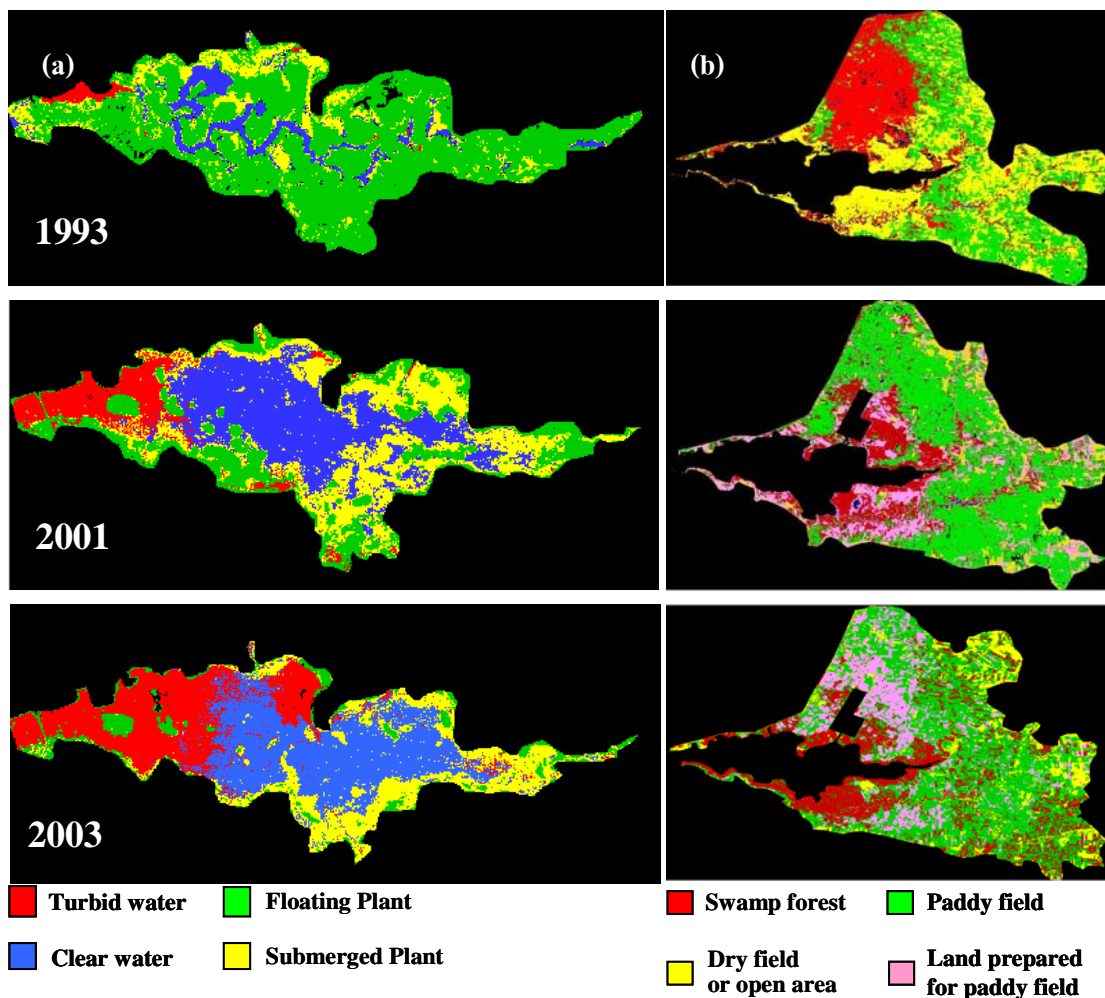 (a)
(b)
1993
2001
2003
Turbid water
Floating Plant
Clear water
Submerged Plant
Swamp forest
Paddy field
Dry field
or open area
Land prepared
for paddy field